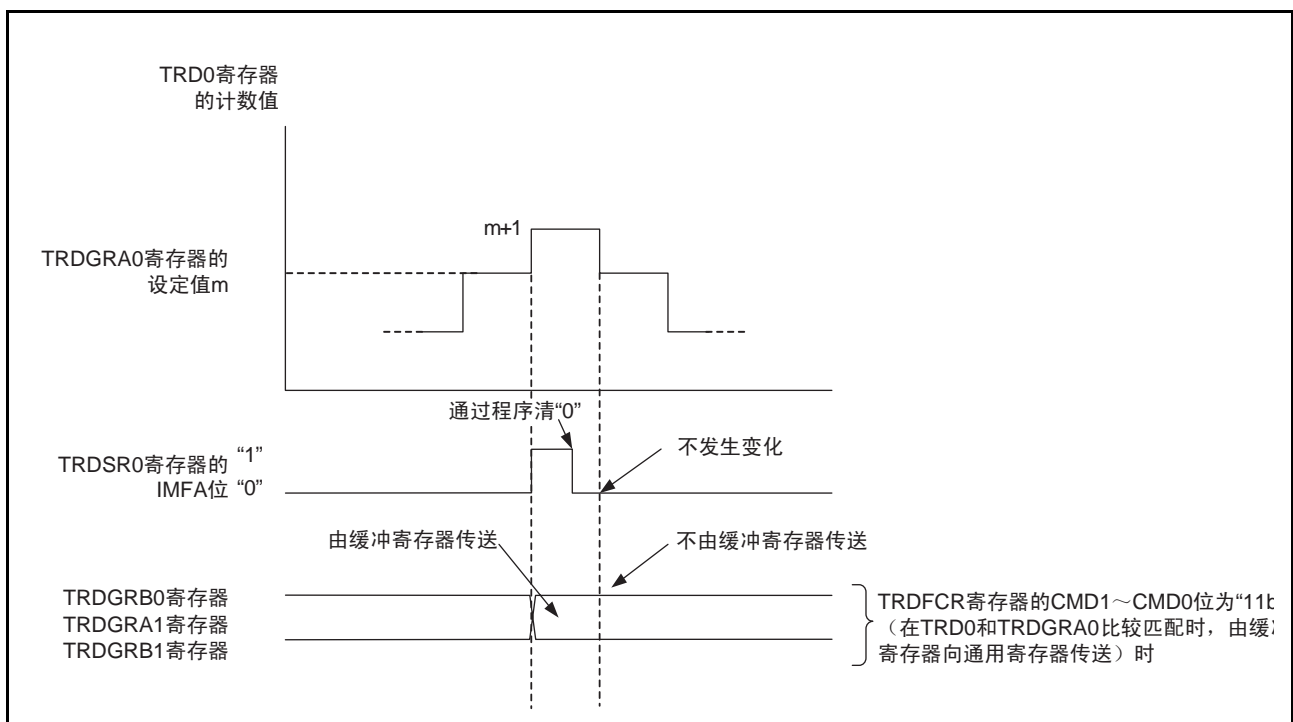 TRD0寄存器
的计数值
m+1
TRDGRA0寄存器的
设定值m
通过程序清“0”
不发生变化
TRDSR0寄存器的 “1”
IMFA位 “0”
由缓冲寄存器传送
不由缓冲寄存器传送
TRDGRB0寄存器
TRDGRA1寄存器
TRDGRB1寄存器
TRDFCR寄存器的CMD1～CMD0位为“11b
（在TRD0和TRDGRA0比较匹配时，由缓
寄存器向通用寄存器传送）时